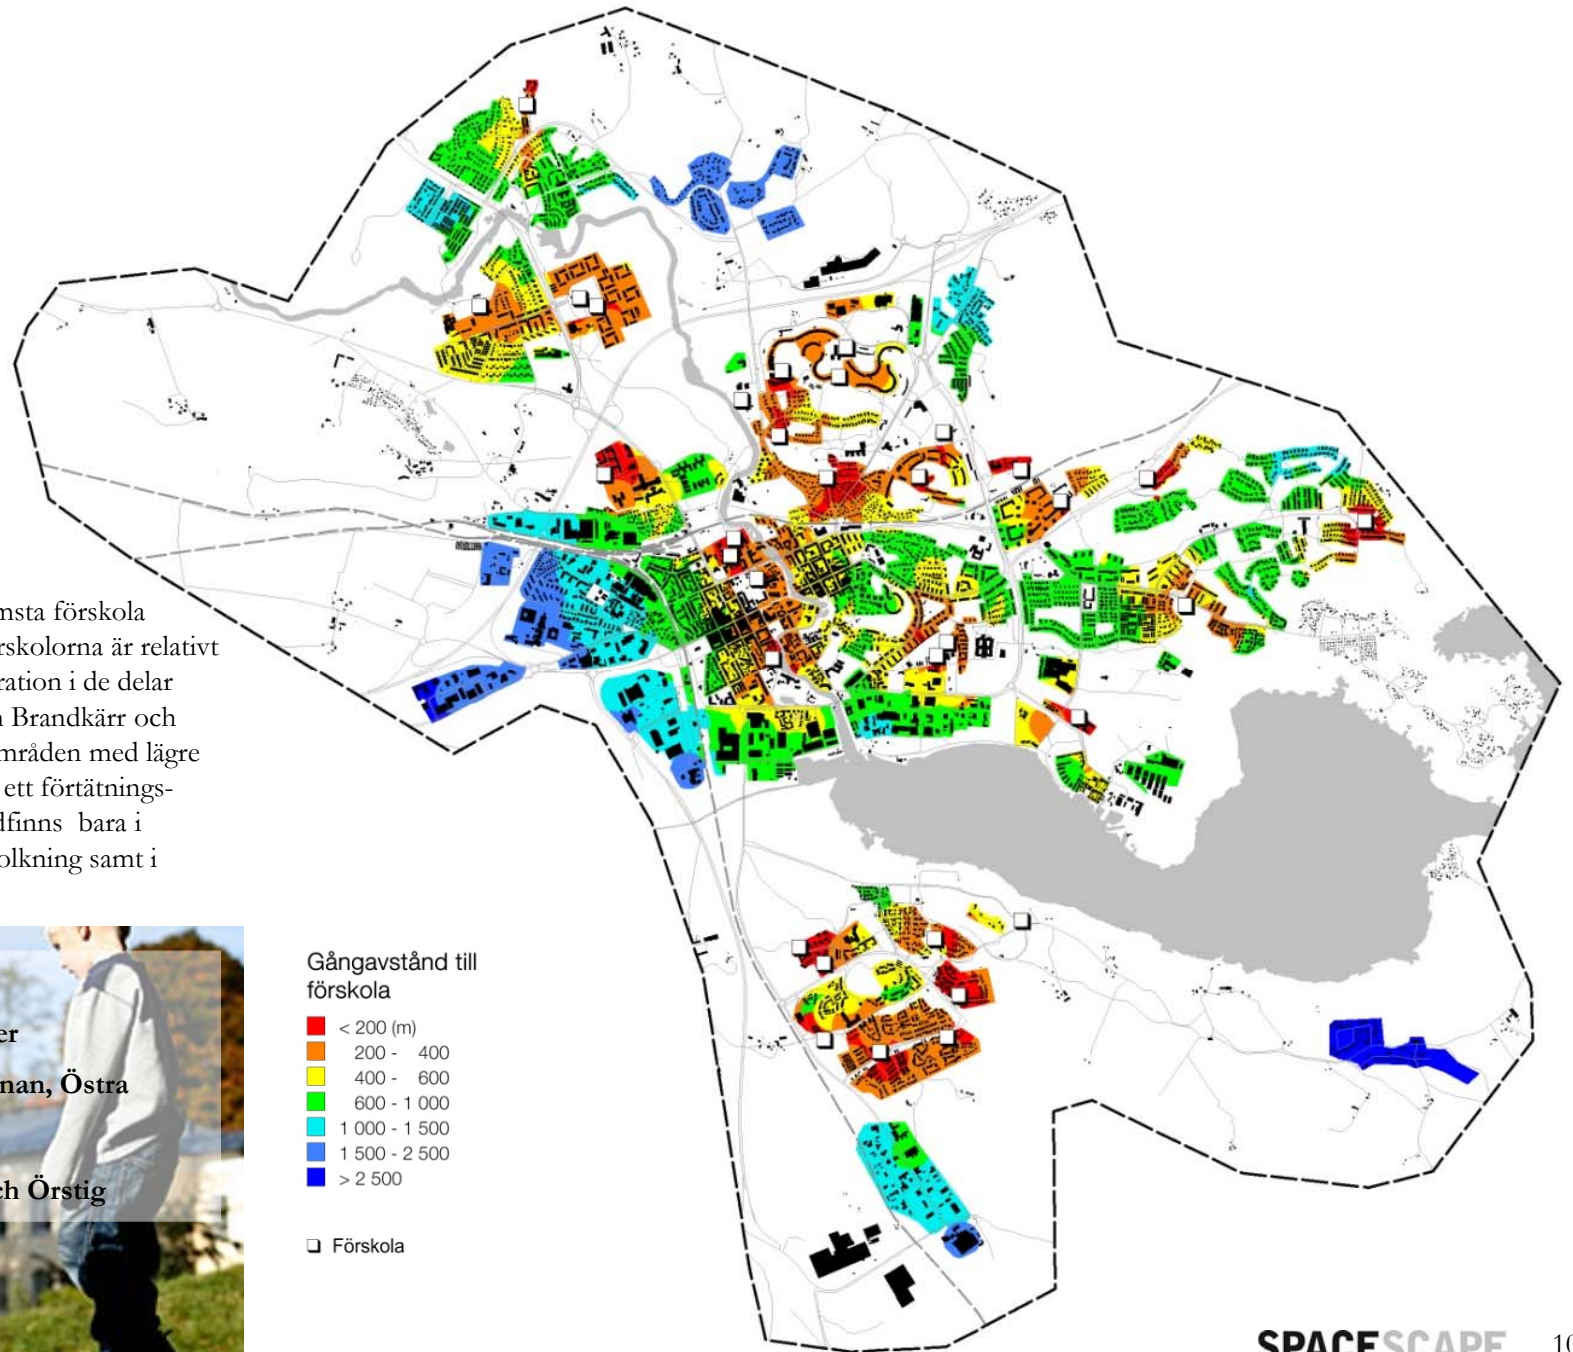 msta förskola
rskolorna är relativt
ration i de delar
n Brandkärr och
områden med lägre
ett förtätnings-
dfinns bara i
olkning samt i
er
nan, Östra
ch Örstig
Gångavstånd till
förskola
< 200 (m)
200 - 400
400 - 600
600 - 1 000
1 000 - 1 500
1 500 - 2 500
> 2 500
Förskola
SPACESCAPE